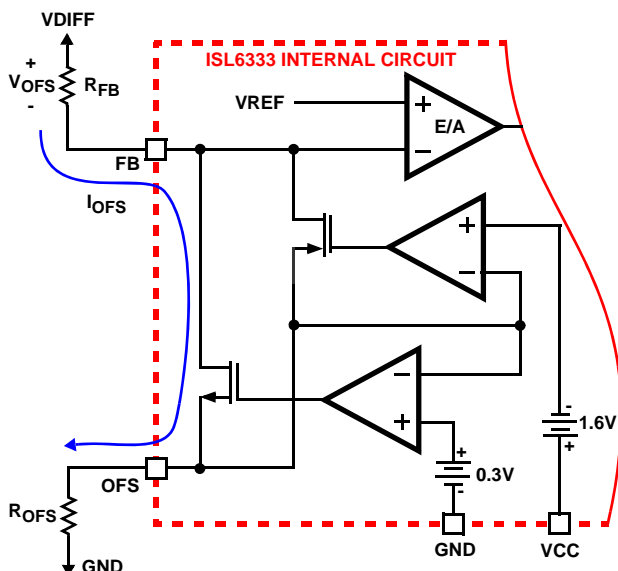 VDIFF
+
VOFS
-
RFB
ISL6333 INTERNAL CIRCUIT
VREF
+
E/A
−
FB
IOFS
+
−
−
+
-
1.6V
+
+
0.3V
-
OFS
ROFS
GND
GND
VCC